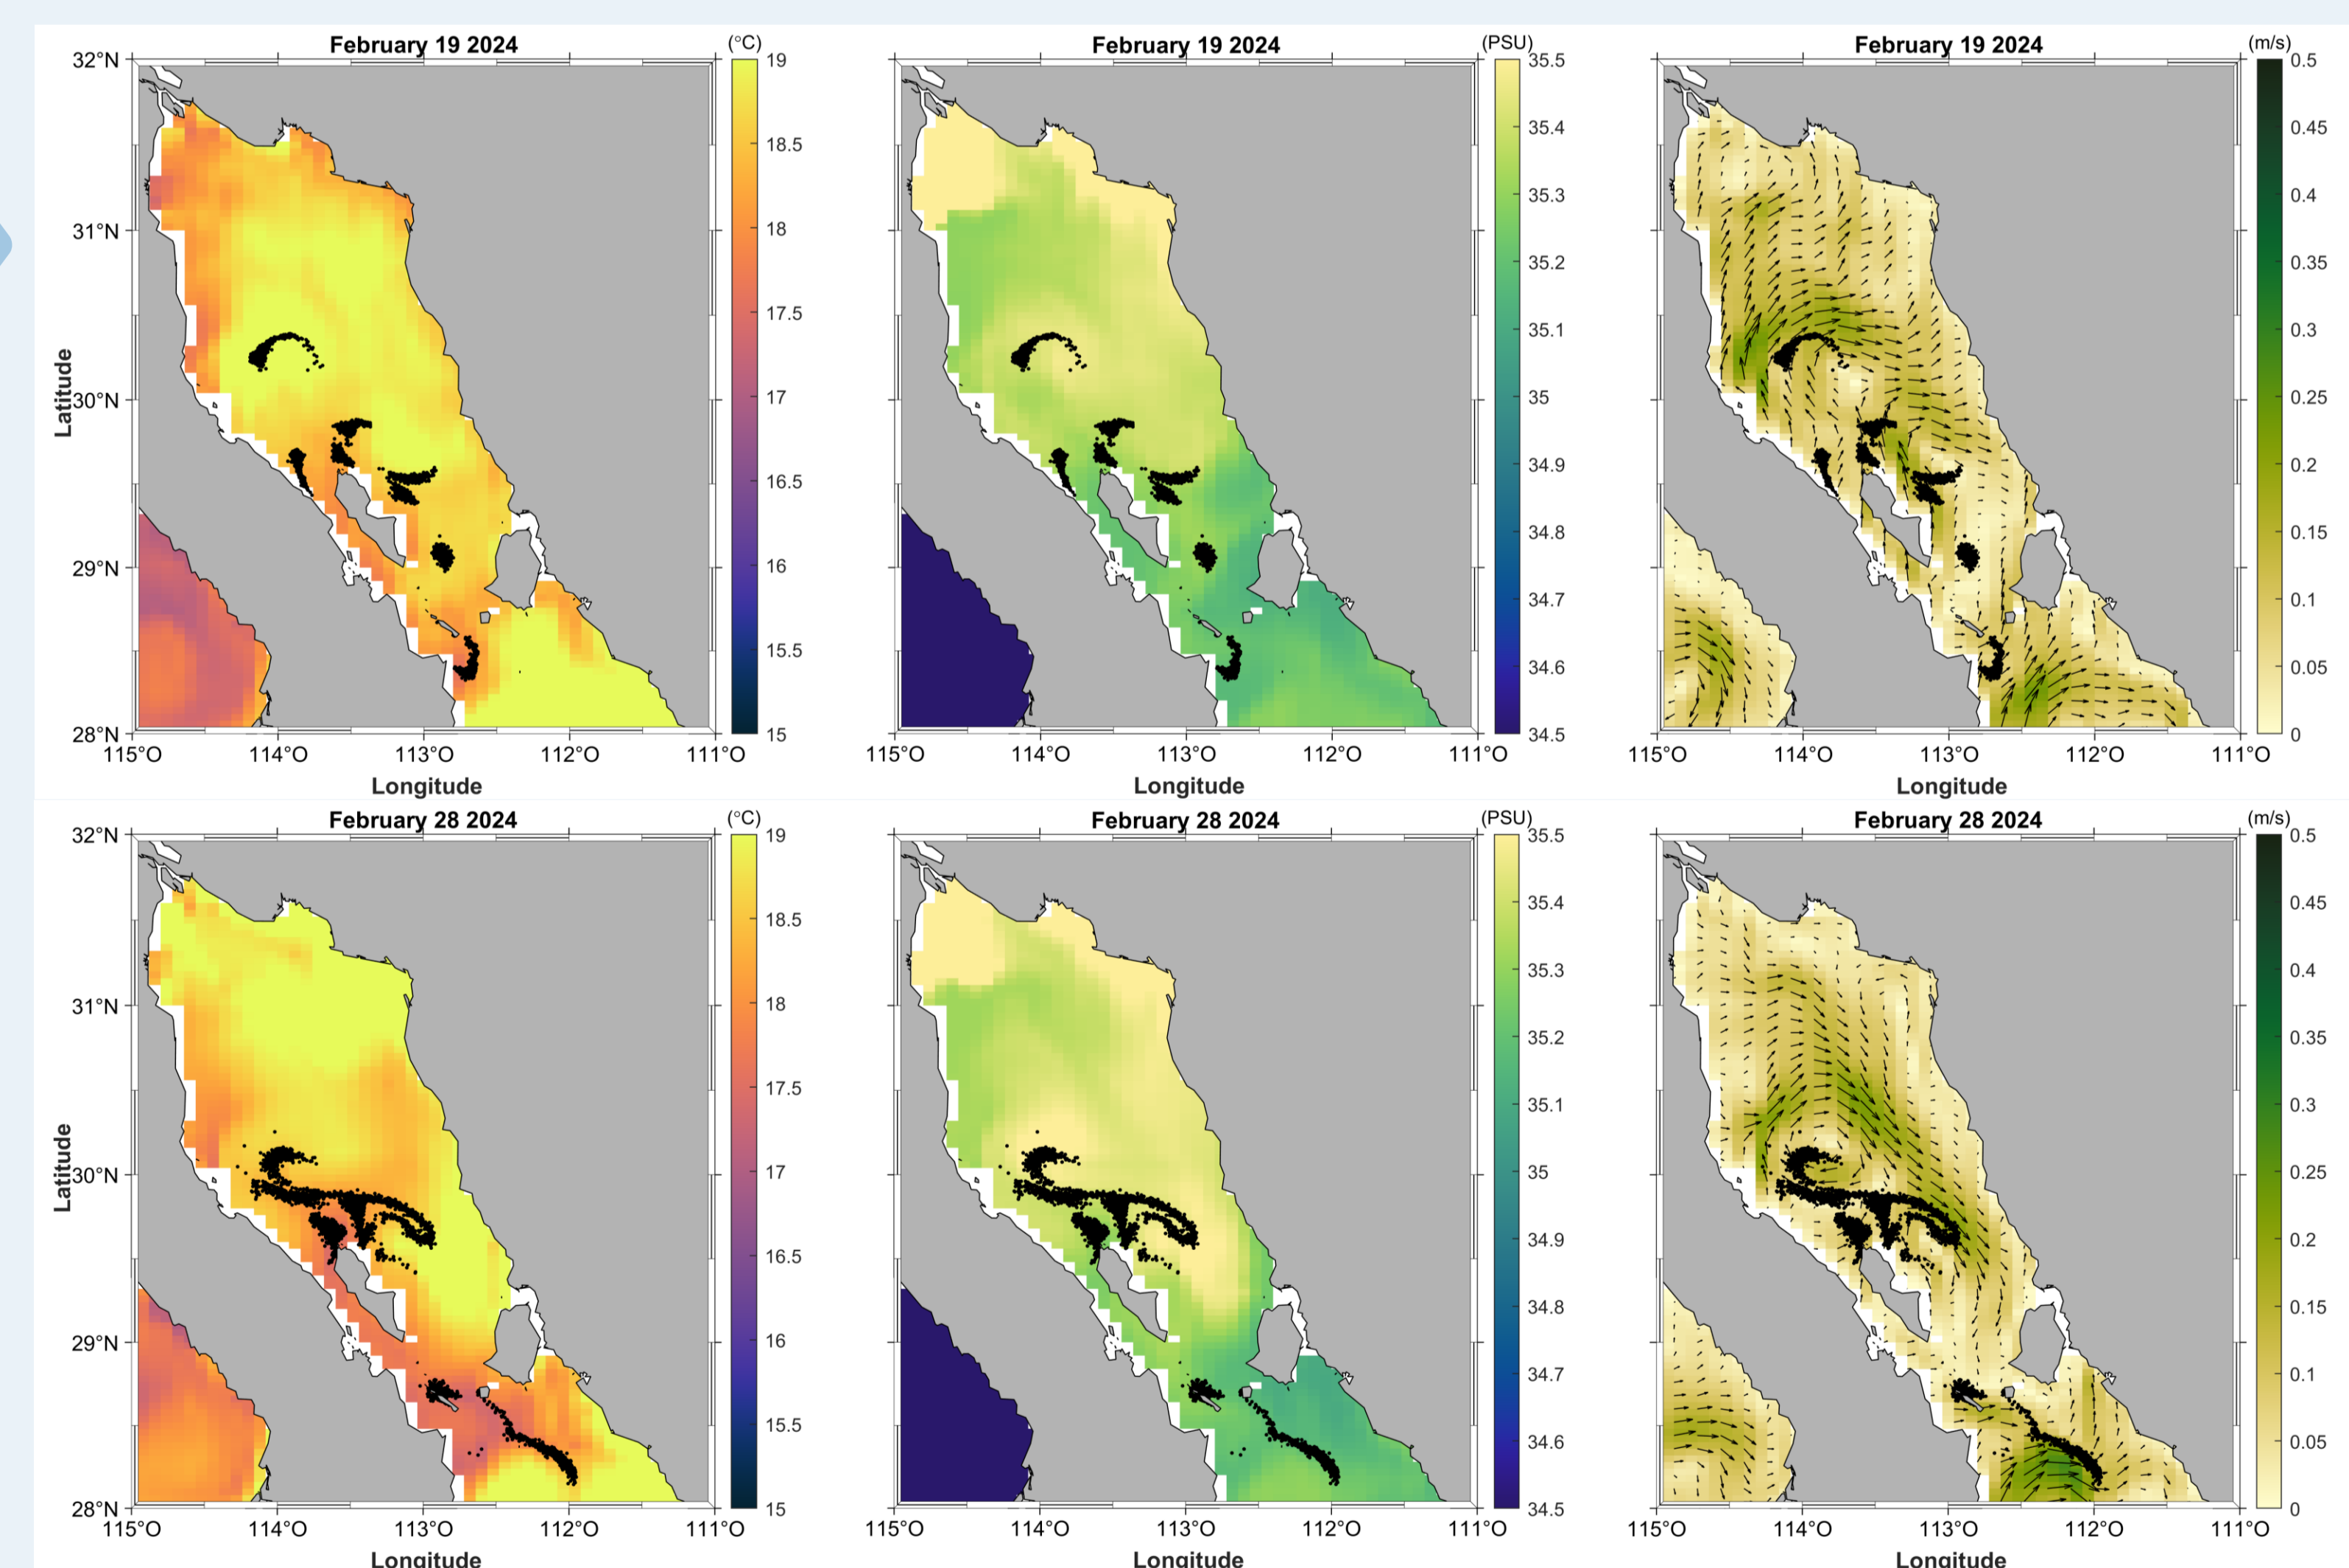 February 19 2024
(°C)
February 19 2024
(PSU)
February 19 2024
(m/s)
32°N
31°N
30°N
29°N
28°N
Latitude
19
18.5
18
17.5
17
16.5
16
15.5
15
35.5
35.4
35.3
35.2
35.1
35
34.9
34.8
34.7
34.6
34.5
0.5
0.45
0.4
0.35
0.3
0.25
0.2
0.15
0.1
0.05
0
115°O 114°O 113°O 112°O 111°O
115°O 114°O 113°O 112°O 111°O
115°O 114°O 113°O 112°O 111°O
Longitude
Longitude
Longitude
February 28 2024
(°C)
February 28 2024
(PSU)
February 28 2024
(m/s)
32°N
31°N
30°N
29°N
28°N
Latitude
19
18.5
18
17.5
17
16.5
16
15.5
15
35.5
35.4
35.3
35.2
35.1
35
34.9
34.8
34.7
34.6
34.5
0.5
0.45
0.4
0.35
0.3
0.25
0.2
0.15
0.1
0.05
0
115°O 114°O 113°O 112°O 111°O
115°O 114°O 113°O 112°O 111°O
115°O 114°O 113°O 112°O 111°O
Longitude
Longitude
Longitude